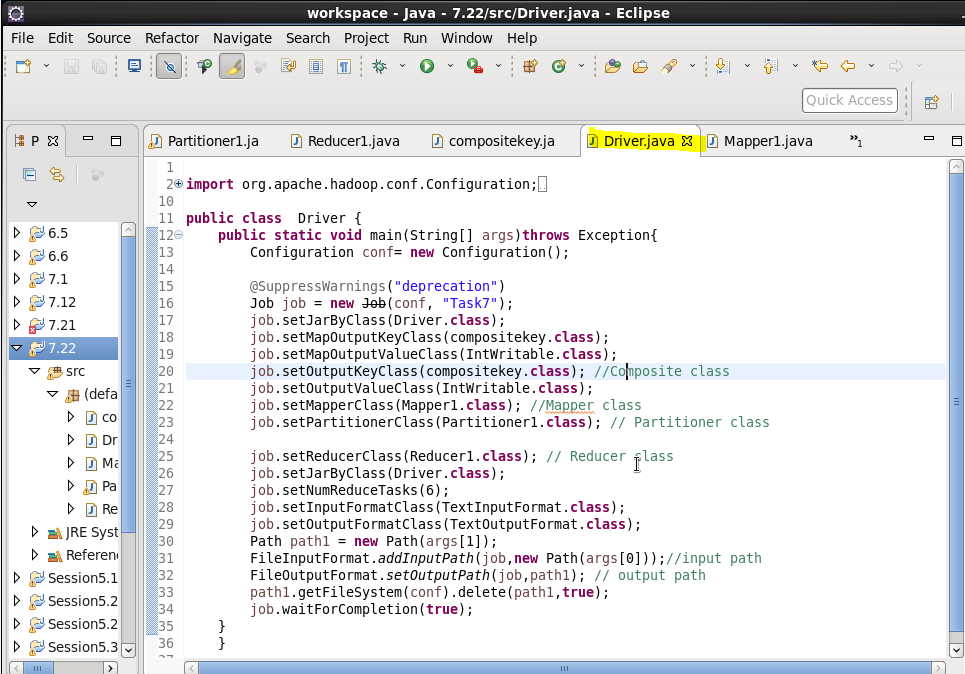 workspace - Java - 7.22/src/Driver.java - Eclipse
File Edit Source Refactor Navigate Search Project Run Window Help
Quick Access
P
Partitioner1.ja Reducer1.java compositekey.ja Driver.java Mapper1.java »1
6.5
6.6
7.1
7.12
7.21
7.22
src
(defa
co
Dr
Ma
Pa
Re
JRE Syst
Referen
Session5.1
Session5.2
Session5.2
Session5.3
1
2 import org.apache.hadoop.conf.Configuration;
10
11 public class  Driver {
12 public static void main(String[] args)throws Exception{
13 Configuration conf= new Configuration();
14
15 @SuppressWarnings("deprecation")
16 Job job = new Job(conf, "Task7");
17 job.setJarByClass(Driver.class);
18 job.setMapOutputKeyClass(compositekey.class);
19 job.setMapOutputValueClass(IntWritable.class);
20 job.setOutputKeyClass(compositekey.class); //Composite class
21 job.setOutputValueClass(IntWritable.class);
22 job.setMapperClass(Mapper1.class); //Mapper class
23 job.setPartitionerClass(Partitioner1.class); // Partitioner class
24
25 job.setReducerClass(Reducer1.class); // Reducer class
26 job.setJarByClass(Driver.class);
27 job.setNumReduceTasks(6);
28 job.setInputFormatClass(TextInputFormat.class);
29 job.setOutputFormatClass(TextOutputFormat.class);
30 Path path1 = new Path(args[1]);
31 FileInputFormat.addInputPath(job,new Path(args[0]));//input path
32 FileOutputFormat.setOutputPath(job,path1); // output path
33 path1.getFileSystem(conf).delete(path1,true);
34 job.waitForCompletion(true);
35 }
36 }